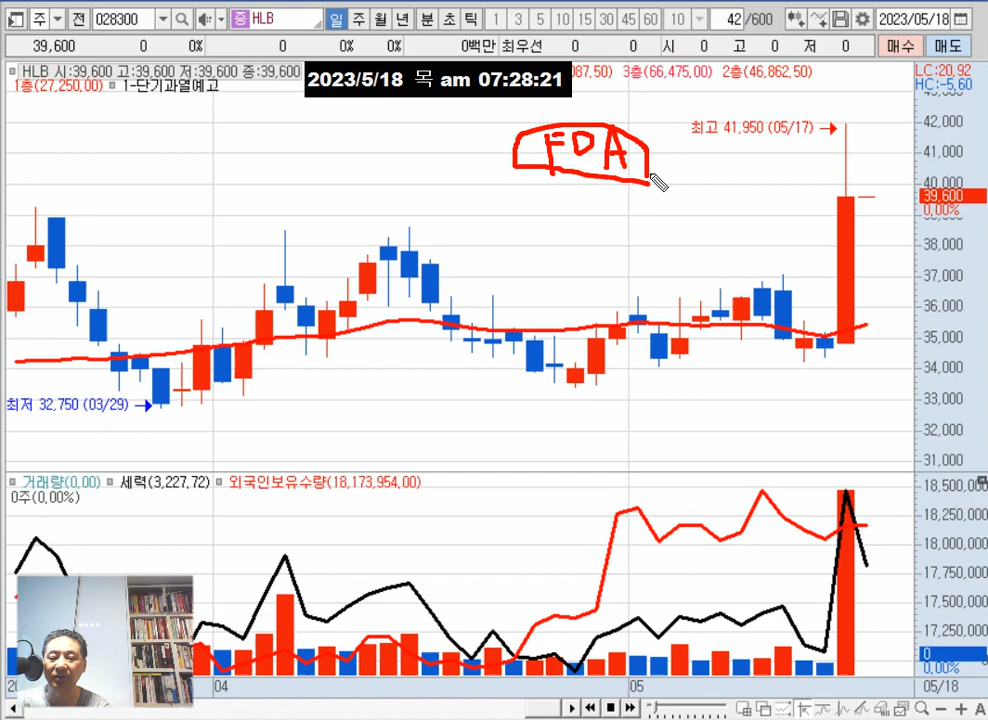 주 전 028300 증 HLB 일 주 월 년 분 초 틱 1 3 5 10 15 20 30 45 60 10 42 /600 2023/05/18
39,600 0 0% 0 0% 0% 0백만 최우선 0 0 시 0 고 0 저 0 매수 매도
HLB 시:39,600 고:39,600 저:39,600 종:39,600 087,50) 3층(66,475,00) 2층(46,862,50) LC:20,92
1층(27,250,00) 1-단기과열예고 HC:-5,60
2023/5/18 목 am 07:28:21
42,000
최고 41,950 (05/17)
FDA
41,000
40,000
39,600
0,00%
38,000
37,000
36,000
35,000
34,000
최저 32,750 (03/29)
33,000
32,000
31,000
거래량(0,00) 세력(3,227,72) 외국인보유수량(18,173,954,00)
0주(0,00%)
18,500,000
18,250,000
18,000,000
17,750,000
17,500,000
17,250,000
0
0,00%
04 05 05/18